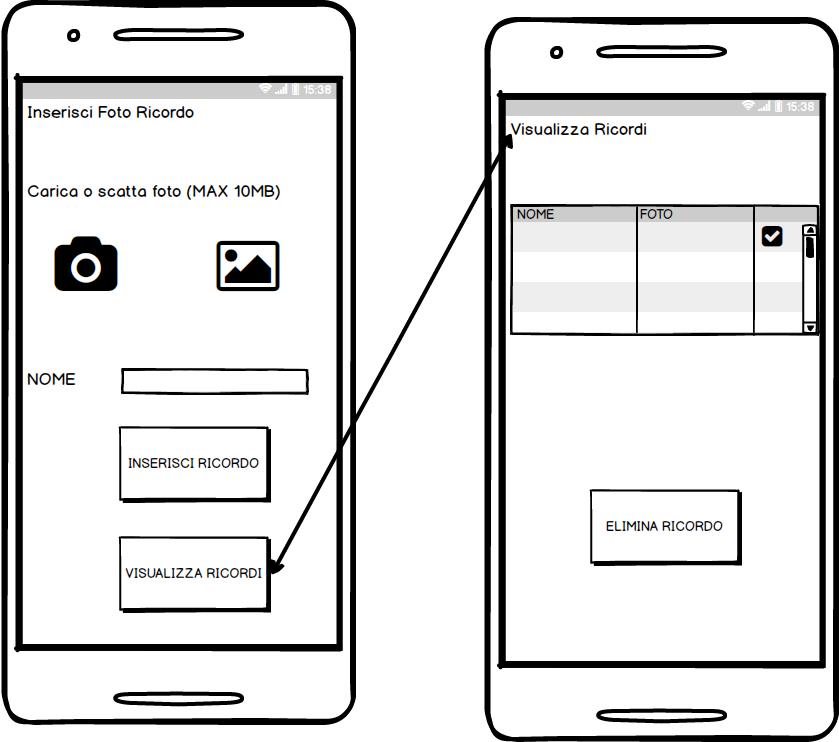 15:38
Inserisci Foto Ricordo
Carica o scatta foto (MAX 10MB)
NOME
INSERISCI RICORDO
VISUALIZZA RICORDI
15:38
Visualizza Ricordi
NOME FOTO
ELIMINA RICORDO